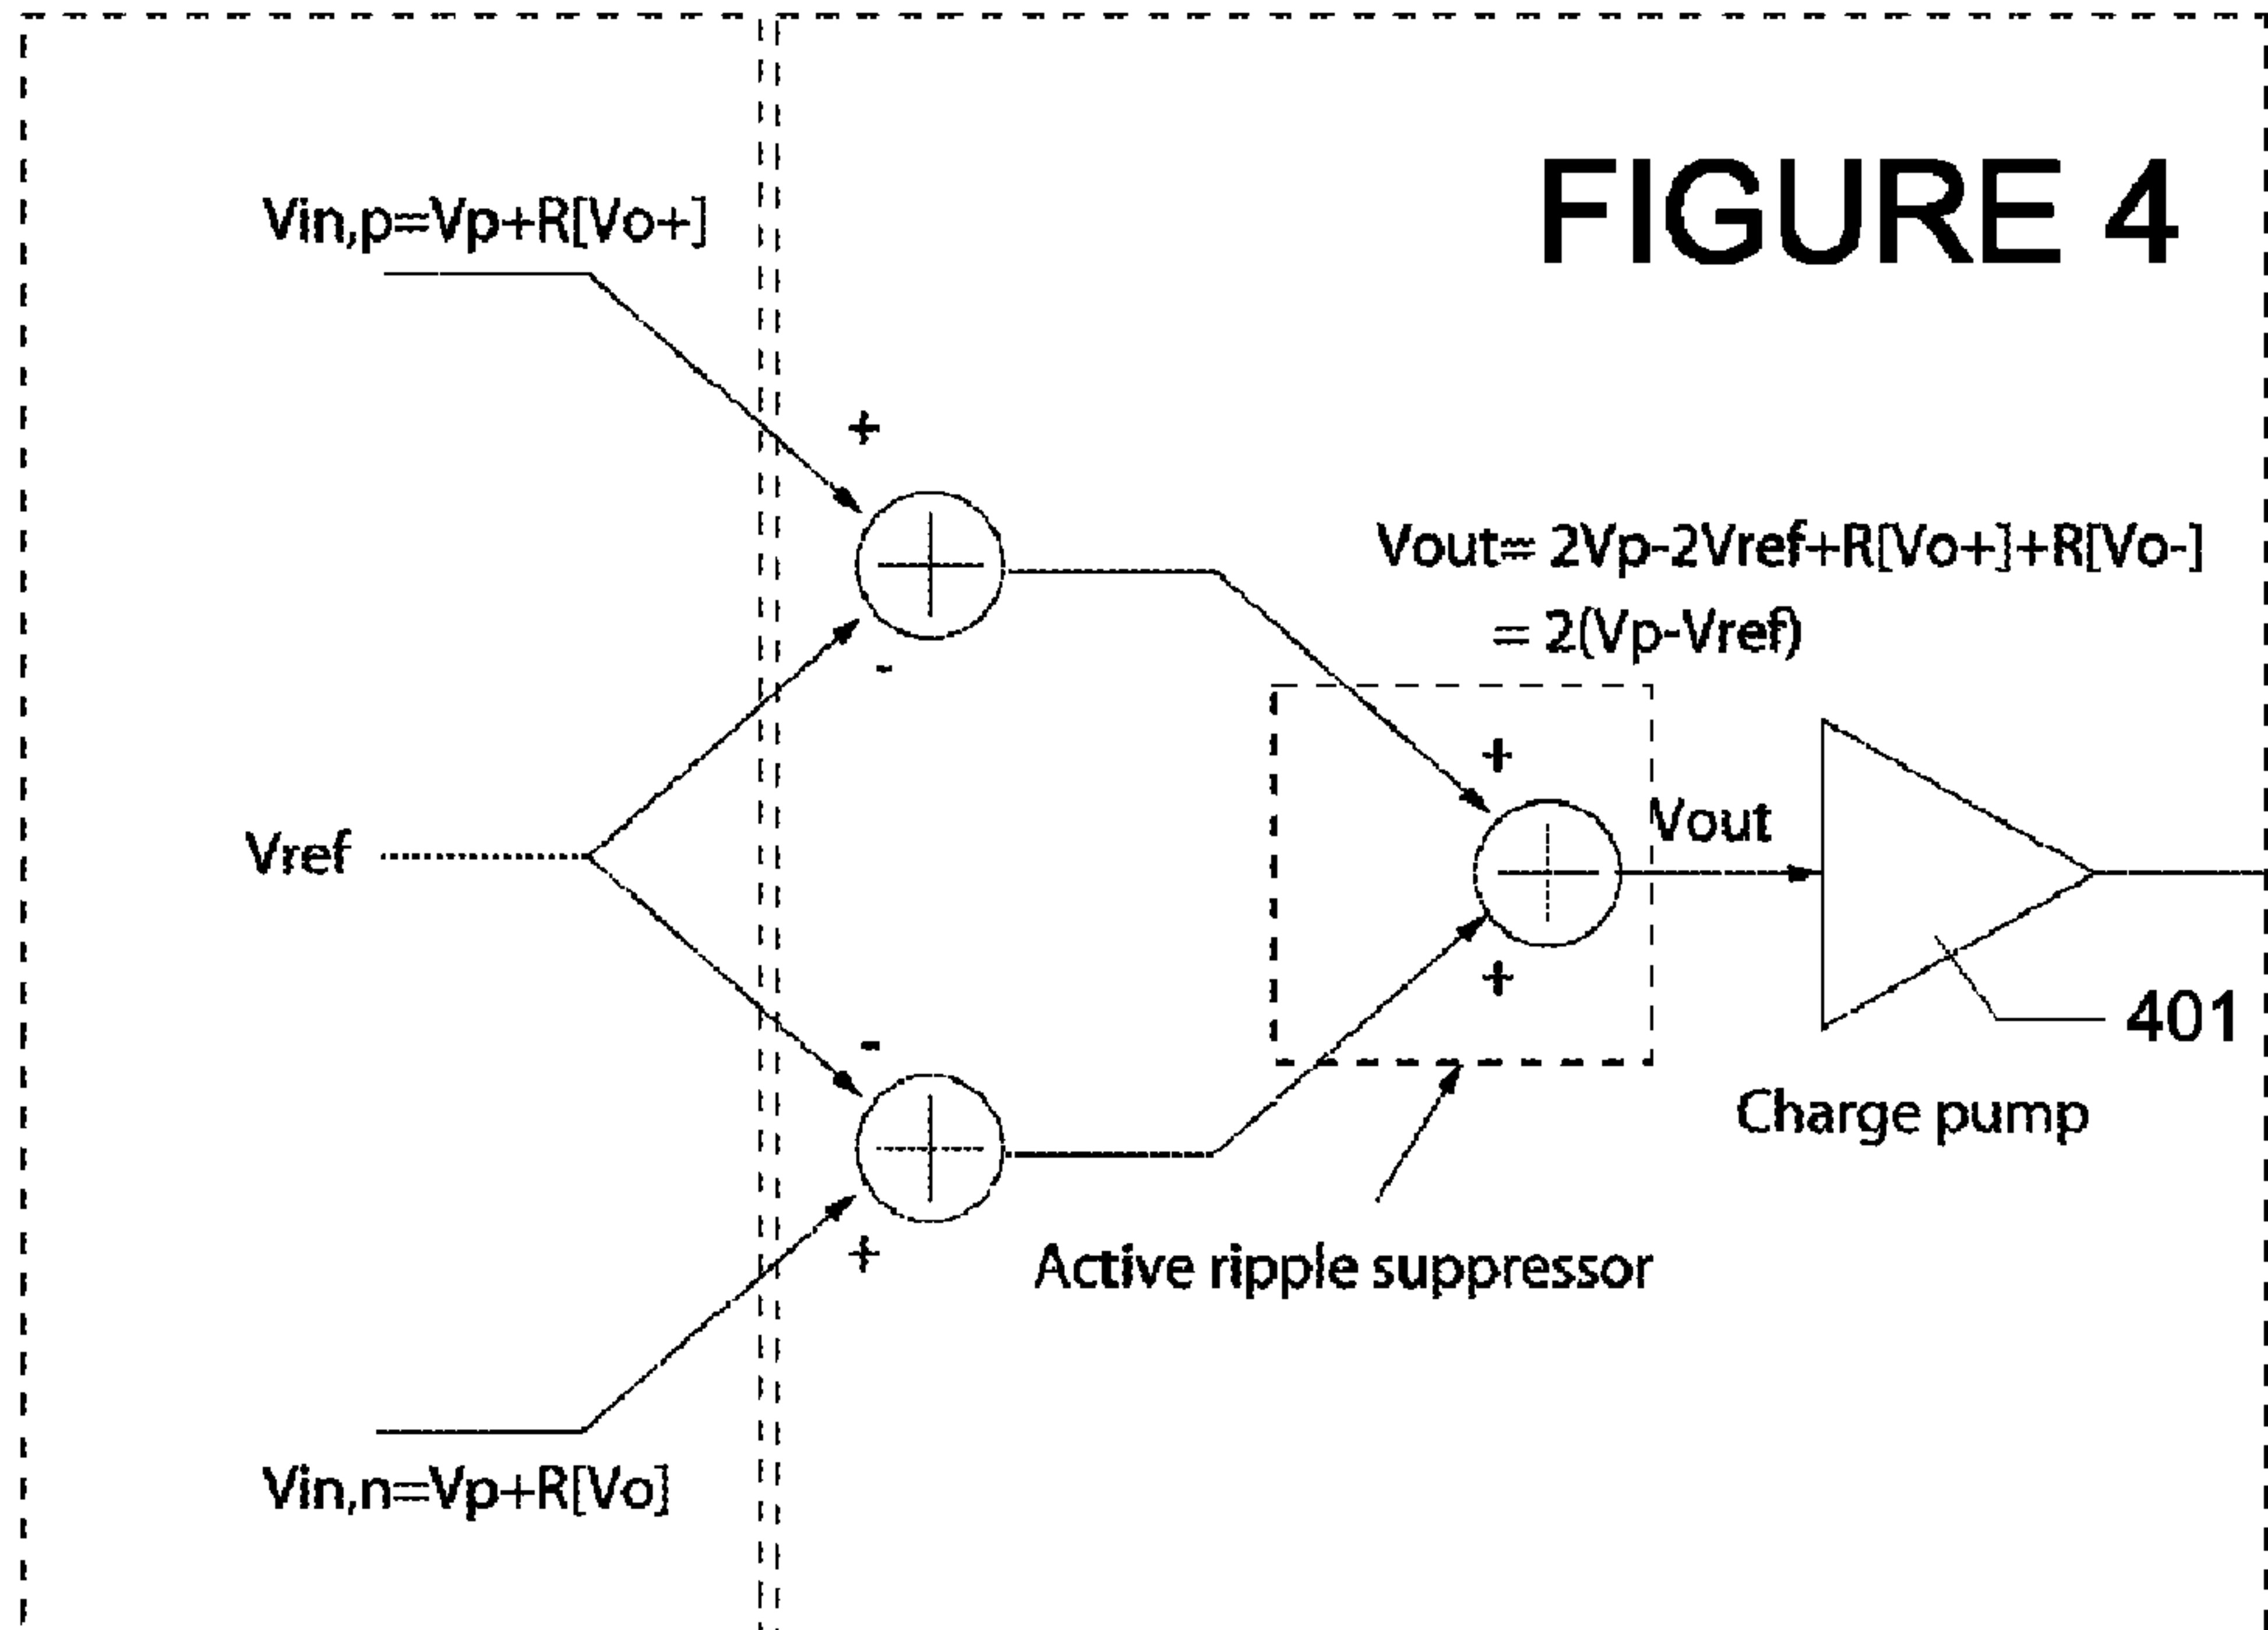 FIGURE 4
Vin,p=Vp+R[Vo+]
+
Vout= 2Vp-2Vref+R[Vo+]+R[Vo-]
= 2(Vp-Vref)
-
+
Vref
Vout
+
401
-
Charge pump
+
Active ripple suppressor
Vin,n=Vp+R[Vo]